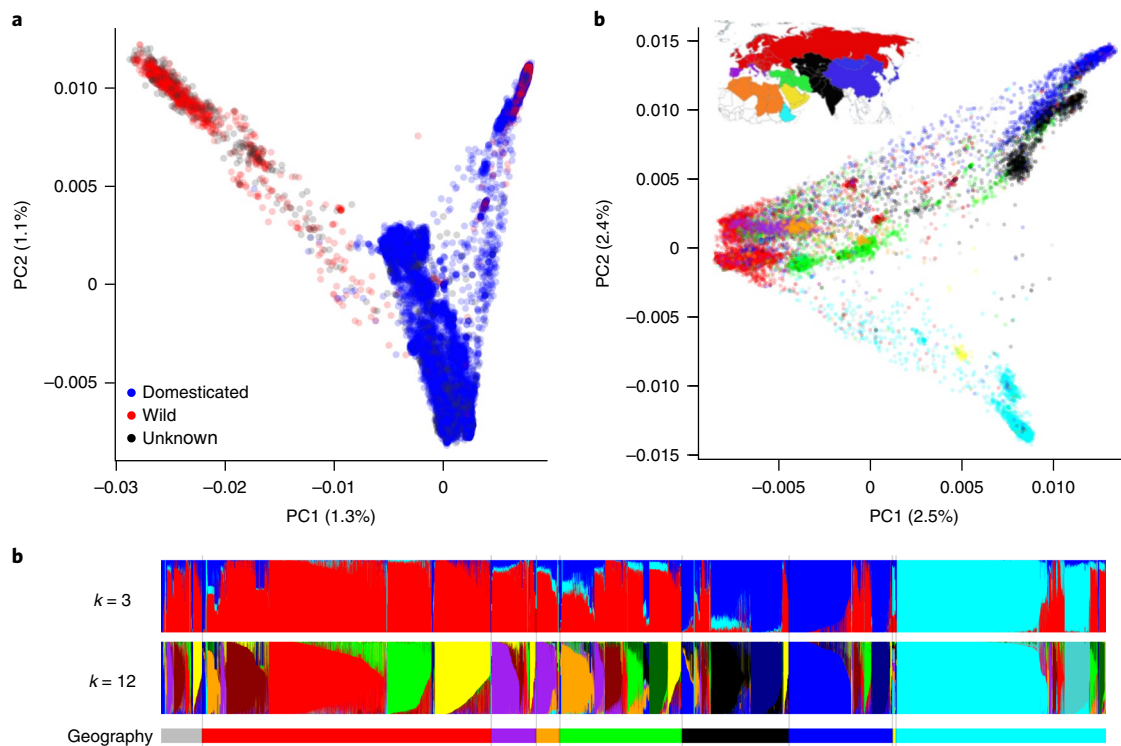 a
0.010
0.005
0
−0.005
PC2 (1.1%)
Domesticated
Wild
Unknown
−0.03
−0.02
−0.01
0
PC1 (1.3%)
b
0.015
0.010
0.005
0
−0.005
−0.010
−0.015
PC2 (2.4%)
−0.005
0
0.005
0.010
PC1 (2.5%)
b
k = 3
k = 12
Geography